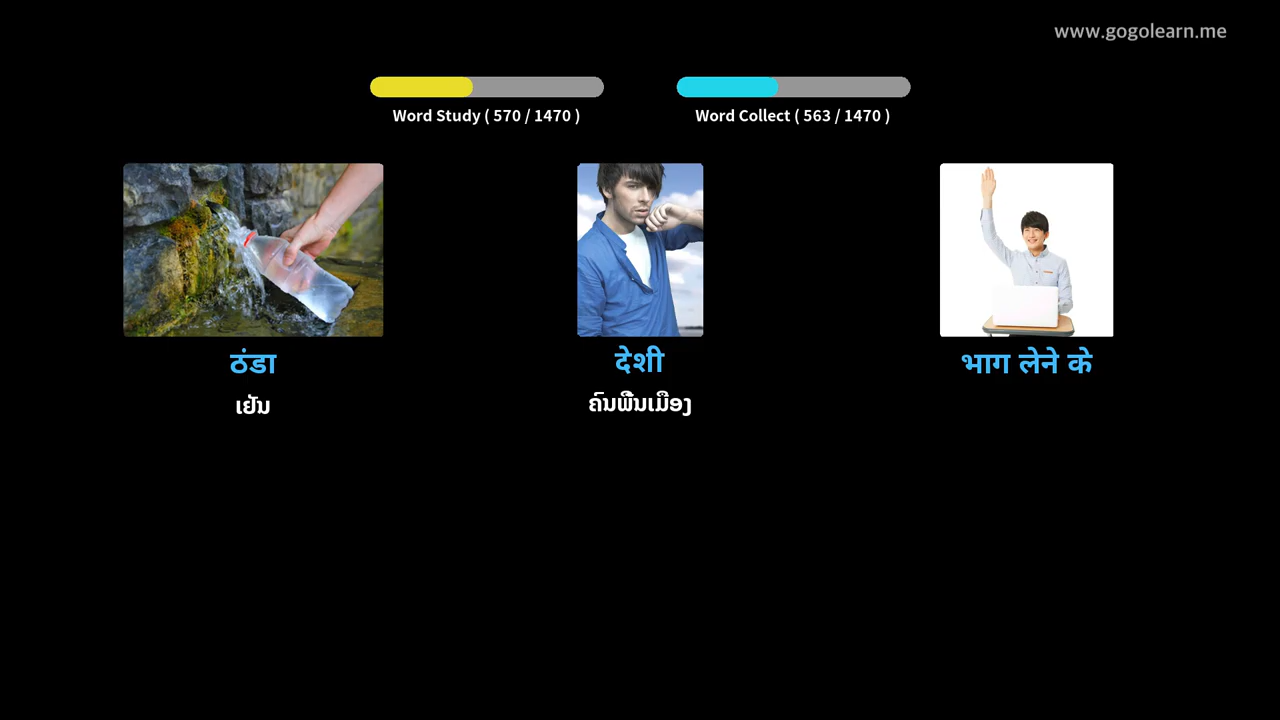 www.gogolearn.me
Word Study ( 570 / 1470 )
Word Collect ( 563 / 1470 )
ठंडा
देशी
भाग लेने के
ເຢັນ
ຄົນພື້ນເມືອງ